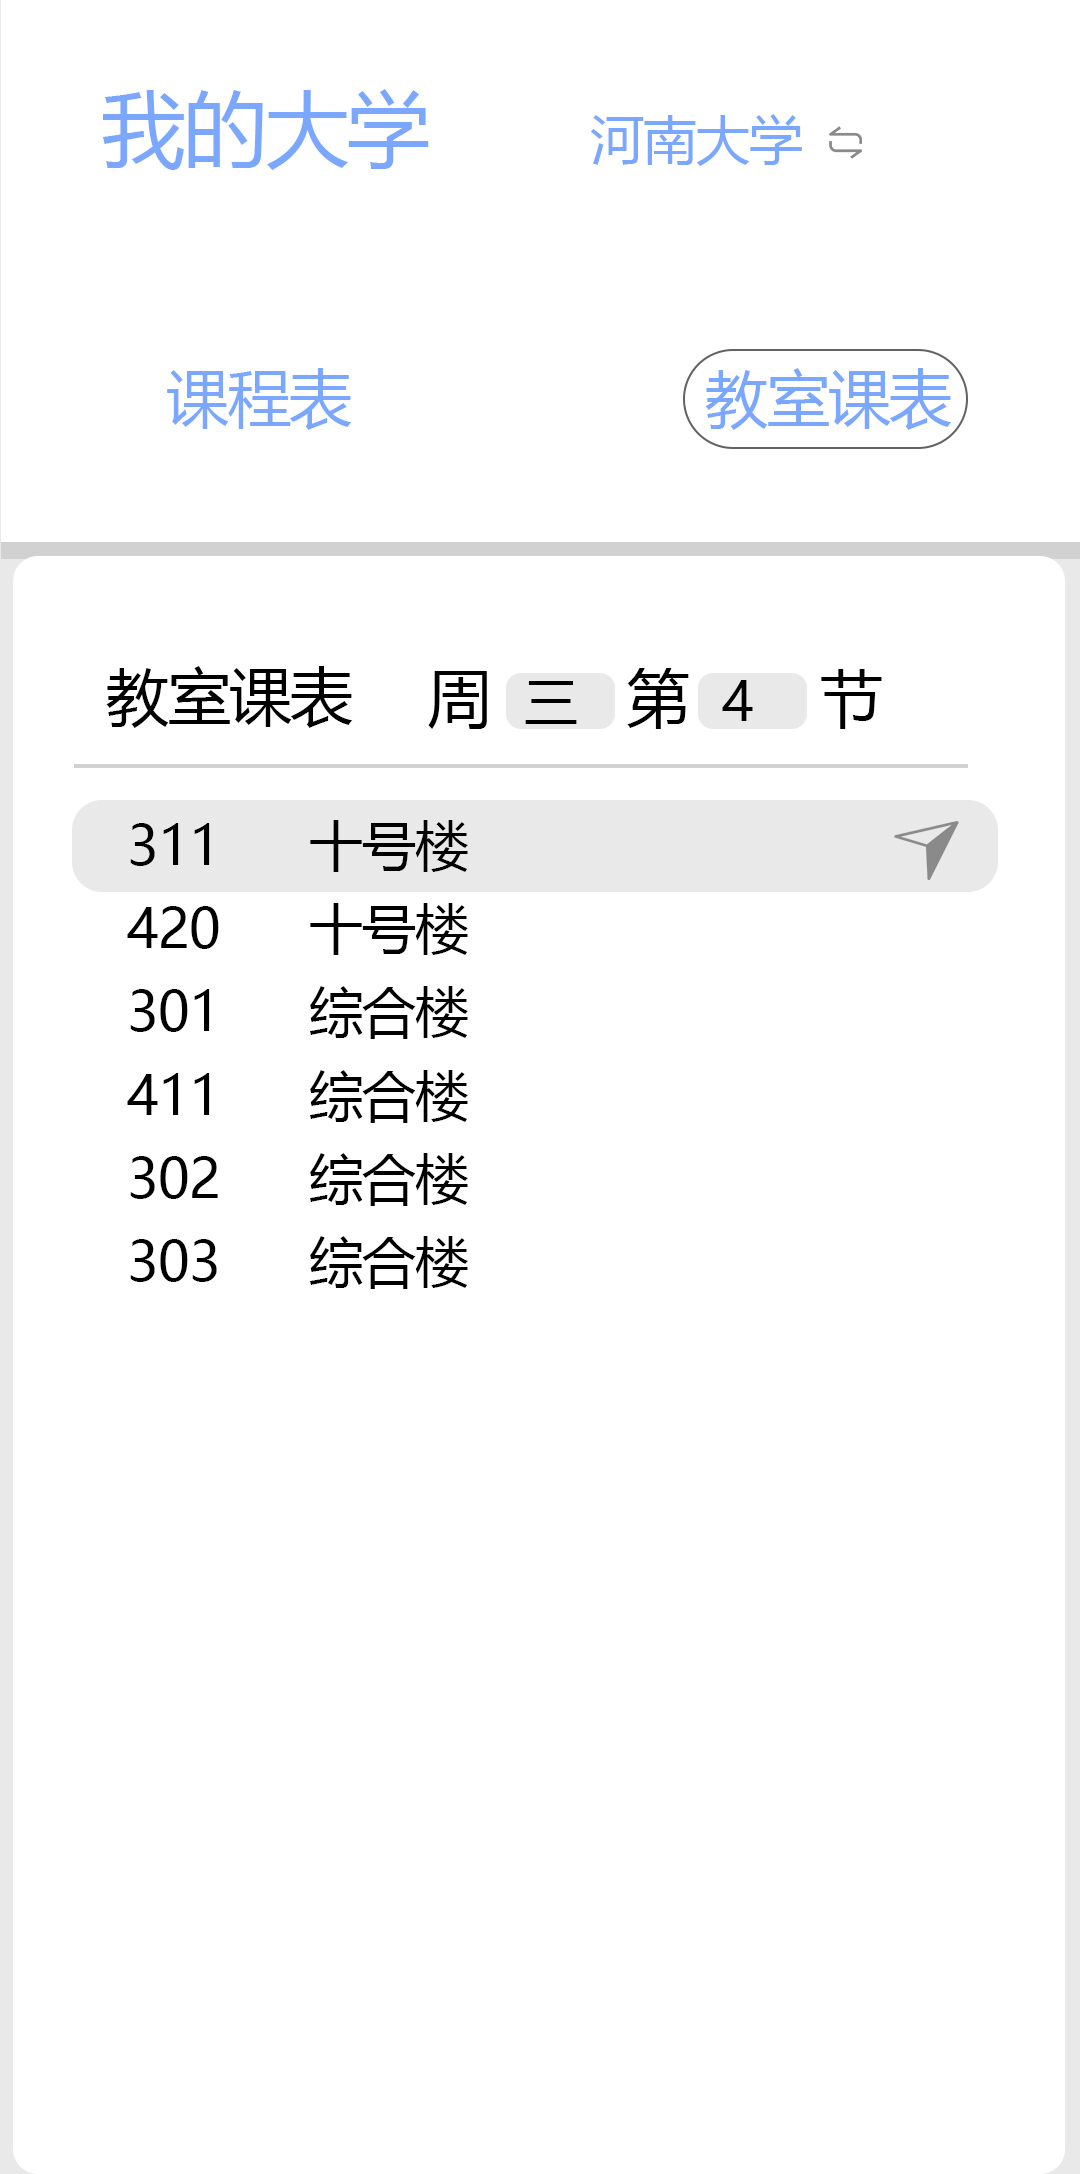 我的大学 河南大学
课程表 教室课表
教室课表 周 三 第 4 节
311 十号楼
420 十号楼
301 综合楼
411 综合楼
302 综合楼
303 综合楼